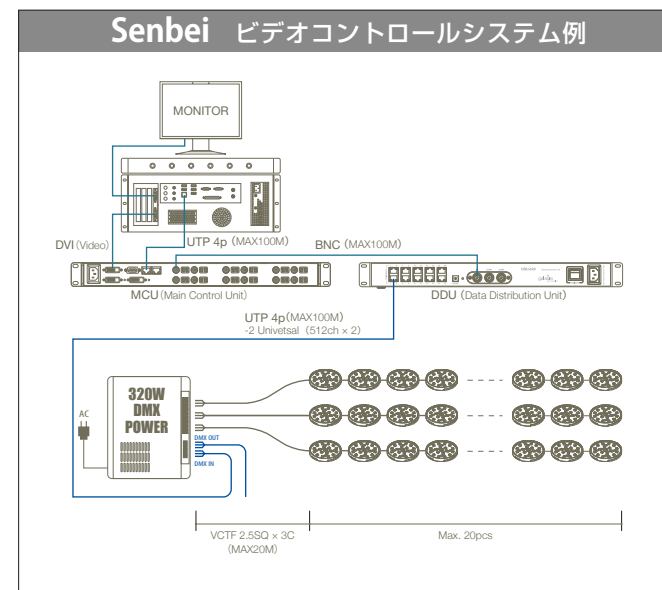 Senbei ビデオコントロールシステム例
MONITOR
DVI (Video)
UTP 4p (MAX100M)
BNC (MAX100M)
MCU (Main Control Unit)
DDU (Data Distribution Unit)
UTP 4p(MAX100M)
-2 Univetsal (512ch × 2)
320W
DMX
POWER
AC
DMX OUT
DMX IN
VCTF 2.5SQ × 3C
(MAX20M)
Max. 20pcs